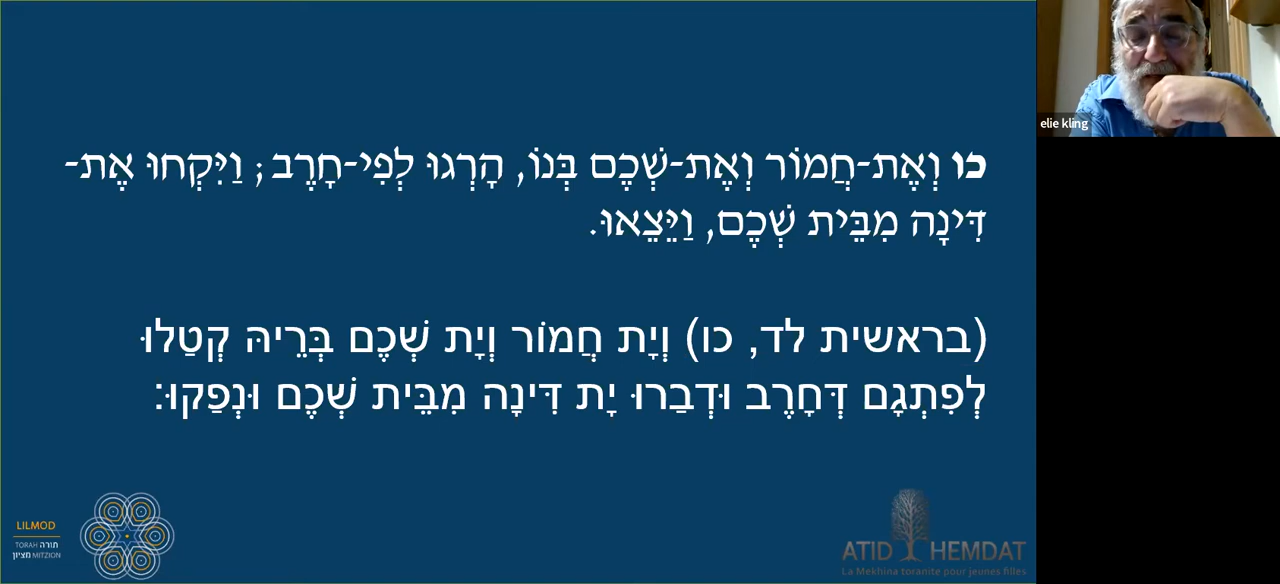 כו וְאֶת-חֲמוֹר וְאֶת-שְׁכֶם בְּנוֹ, הָרְגוּ לְפִי-חָרֶב; וַיִּקְחוּ אֶת-
דִּינָה מִבֵּית שְׁכֶם, וַיֵּצֵאוּ.
(בראשית לד, כו) וְיָת חֲמוֹר וְיָת שְׁכֶם בְּרֵיהּ קְטַלוּ
לְפִתְגָם דְּחָרֶב וּדְבַרוּ יָת דִּינָה מִבֵּית שְׁכֶם וּנְפַקוּ:
elie kling
LILMOD
TORAH תורה
מציון MITZION
ATID HEMDAT
La Mekhina toranite pour jeunes filles